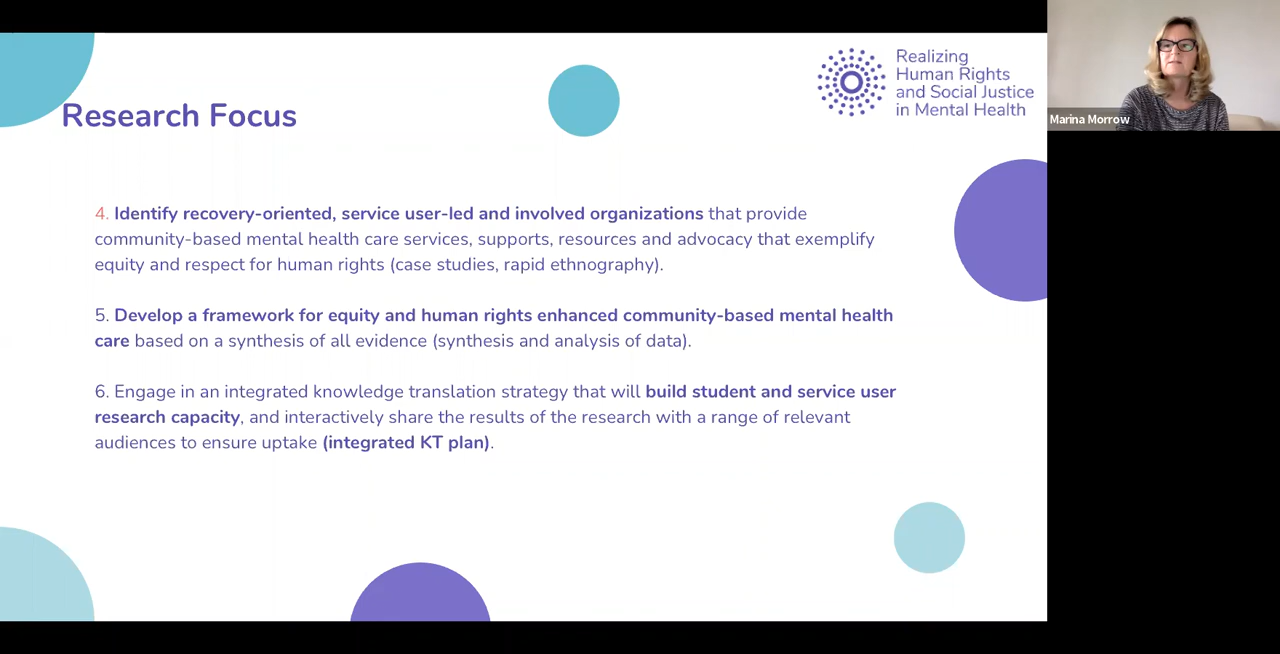 Realizing
Human Rights
and Social Justice
in Mental Health
Research Focus
Marina Morrow
4. Identify recovery-oriented, service user-led and involved organizations that provide
community-based mental health care services, supports, resources and advocacy that exemplify
equity and respect for human rights (case studies, rapid ethnography).
5. Develop a framework for equity and human rights enhanced community-based mental health
care based on a synthesis of all evidence (synthesis and analysis of data).
6. Engage in an integrated knowledge translation strategy that will build student and service user
research capacity, and interactively share the results of the research with a range of relevant
audiences to ensure uptake (integrated KT plan).